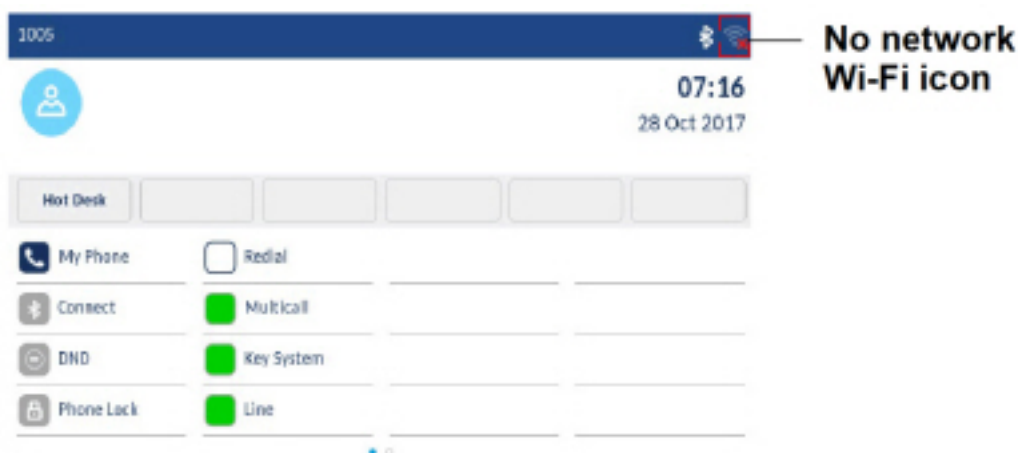 1005
No network
Wi-Fi icon
07:16
28 Oct 2017
Hot Desk
My Phone
Redial
Connect
Multicall
DND
Key System
Phone Lock
Line